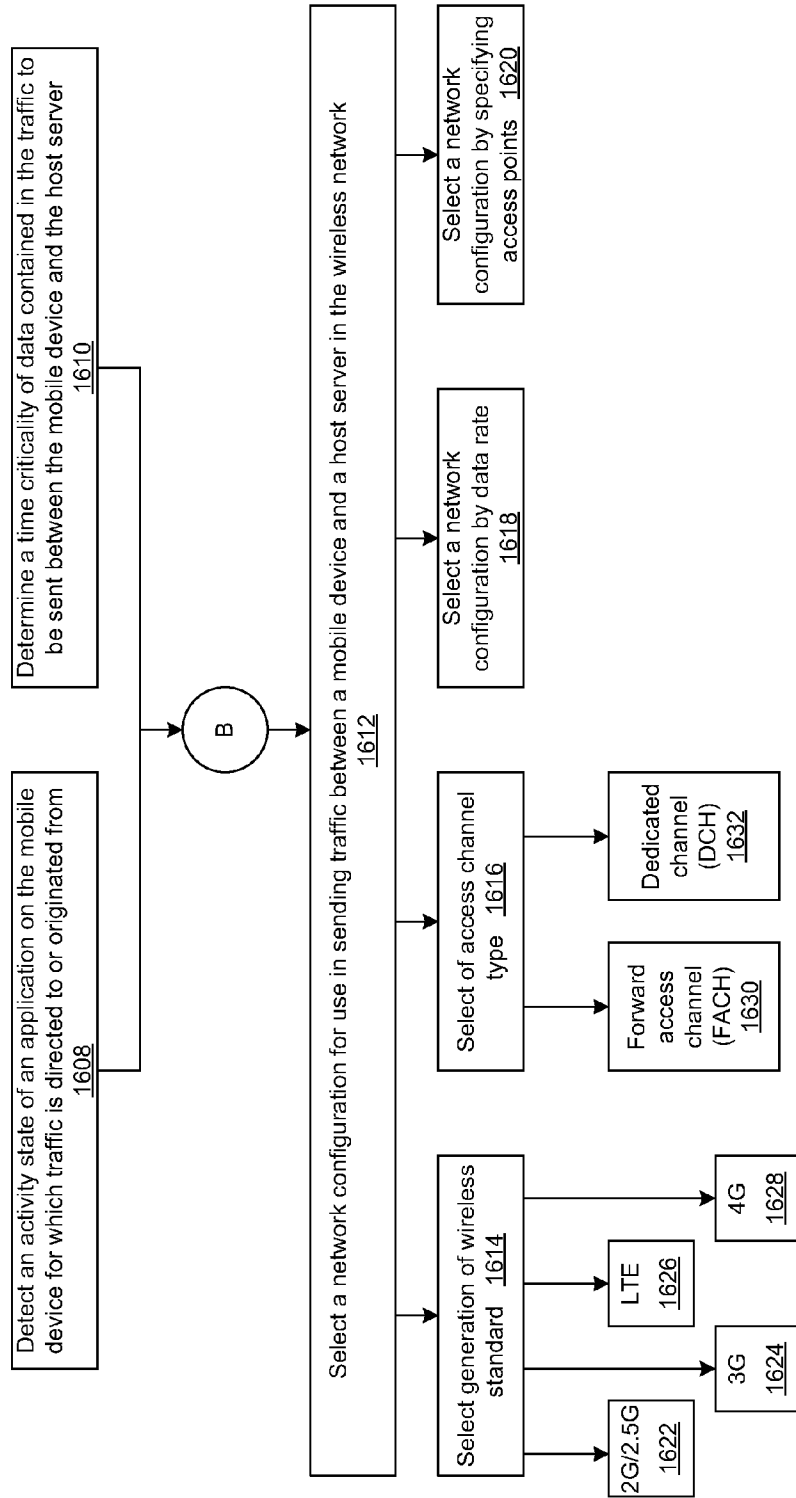 Detect an activity state of an application on the mobile
device for which traffic is directed to or originated from
1608
Determine a time criticality of data contained in the traffic to
be sent between the mobile device and the host server
1610
B
Select a network configuration for use in sending traffic between a mobile device and a host server in the wireless network
1612
Select generation of wireless
standard 1614
Select of access channel
type 1616
Select a network
configuration by data rate
1618
Select a network
configuration by specifying
access points 1620
2G/2.5G
1622
3G
1624
LTE
1626
4G
1628
Forward
access
channel
(FACH)
1630
Dedicated
channel
(DCH)
1632